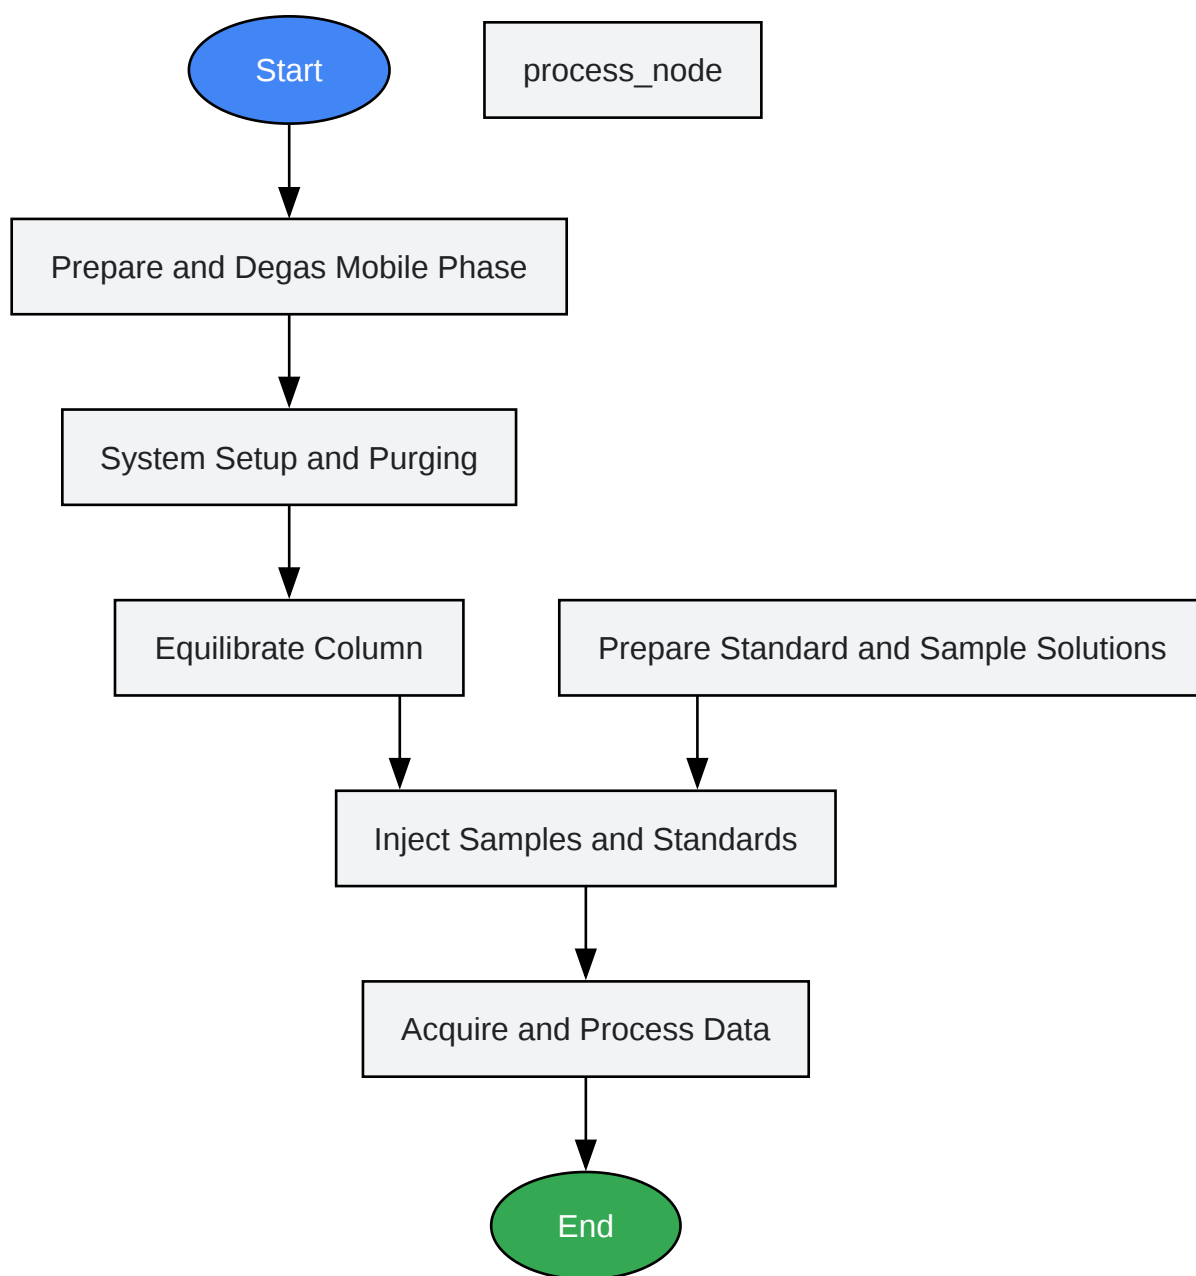 Start
process_node
Prepare and Degas Mobile Phase
System Setup and Purging
Equilibrate Column
Prepare Standard and Sample Solutions
Inject Samples and Standards
Acquire and Process Data
End